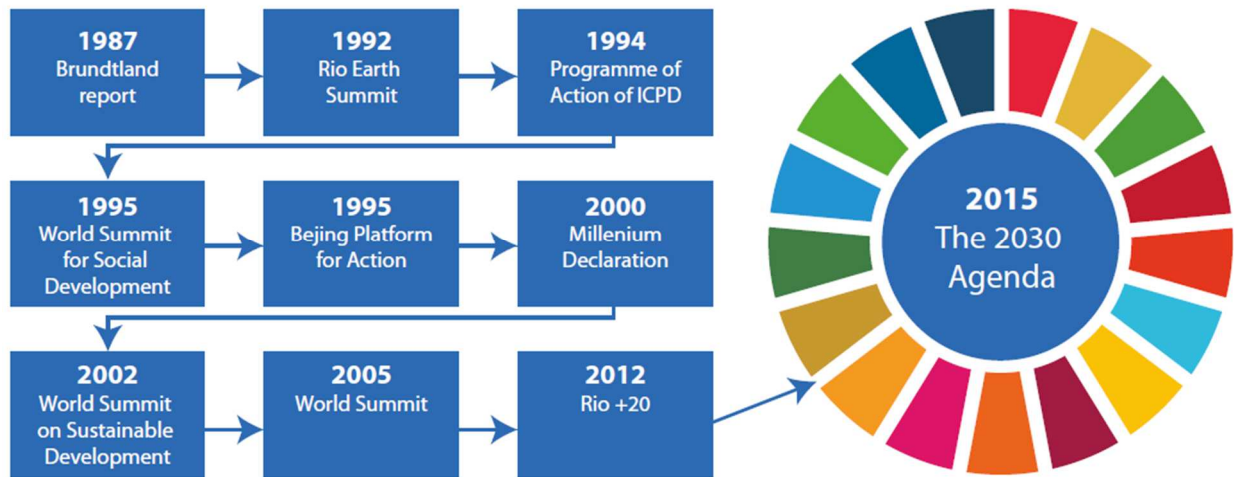 1987
Brundtland
report
1992
Rio Earth
Summit
1994
Programme of
Action of ICPD
1995
World Summit
for Social
Development
1995
Bejing Platform
for Action
2000
Millenium
Declaration
2002
World Summit
on Sustainable
Development
2005
World Summit
2012
Rio +20
2015
The 2030
Agenda